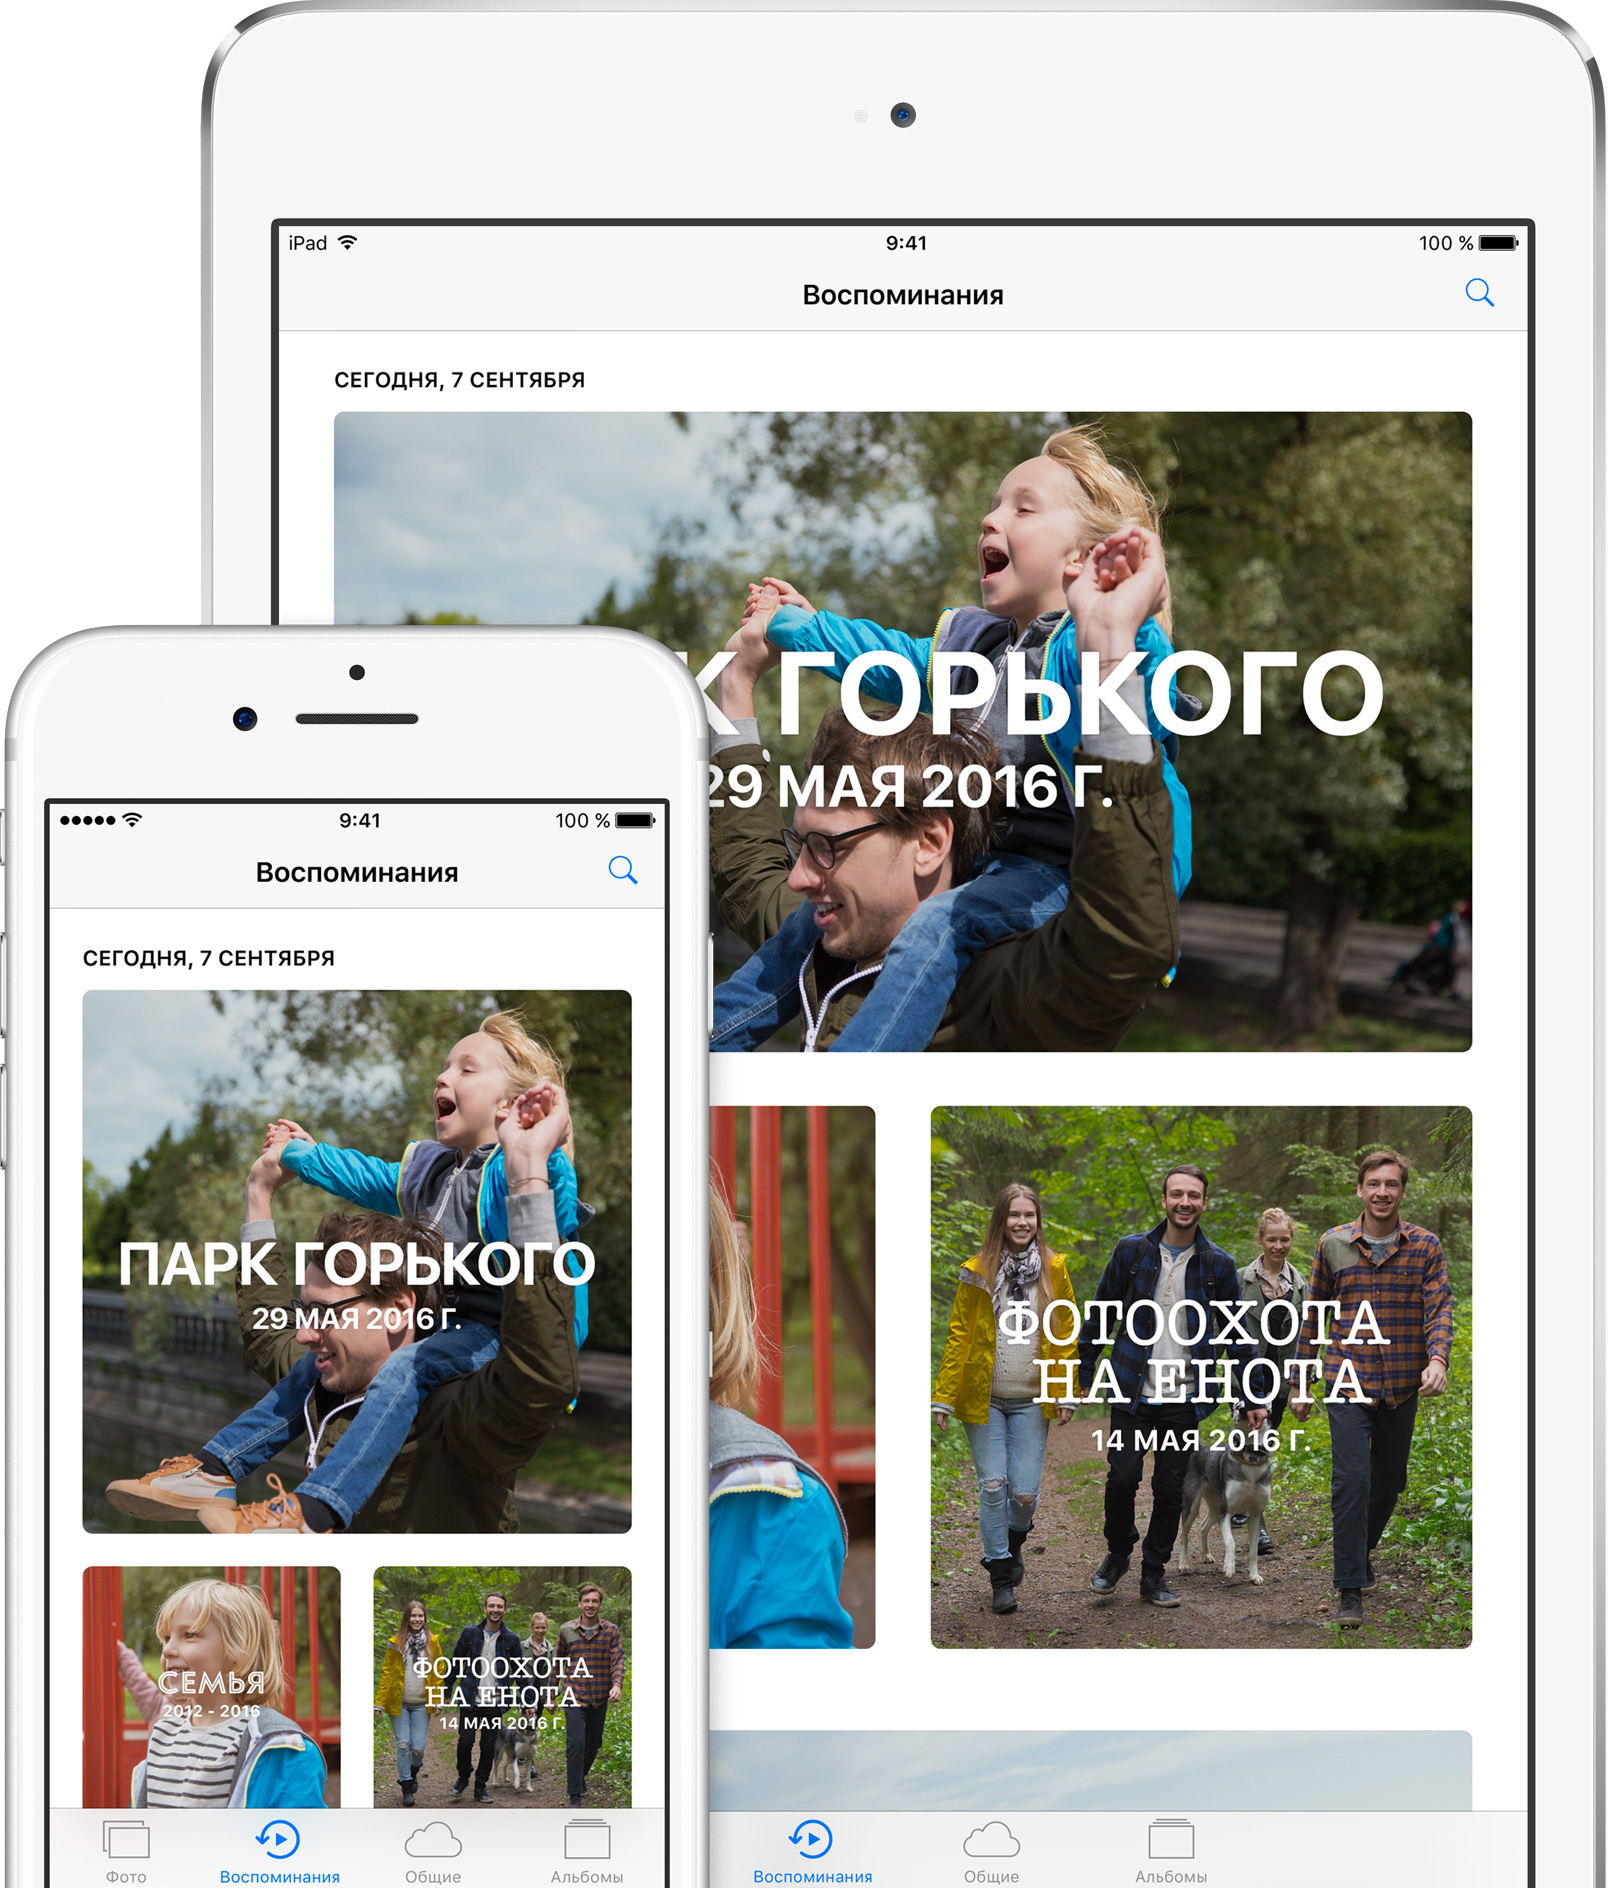 iPad
9:41
100 %
Воспоминания
СЕГОДНЯ, 7 СЕНТЯБРЯ
К ГОРЬКОГО
29 МАЯ 2016 Г.
ФОТООХОТА
НА ЕНОТА
14 МАЯ 2016 Г.
Воспоминания
Общие
Альбомы
9:41
100 %
Воспоминания
СЕГОДНЯ, 7 СЕНТЯБРЯ
ПАРК ГОРЬКОГО
29 МАЯ 2016 Г.
СЕМЬЯ
2012 - 2016
ФОТООХОТА
НА ЕНОТА
14 МАЯ 2016 Г.
Фото
Воспоминания
Общие
Альбомы